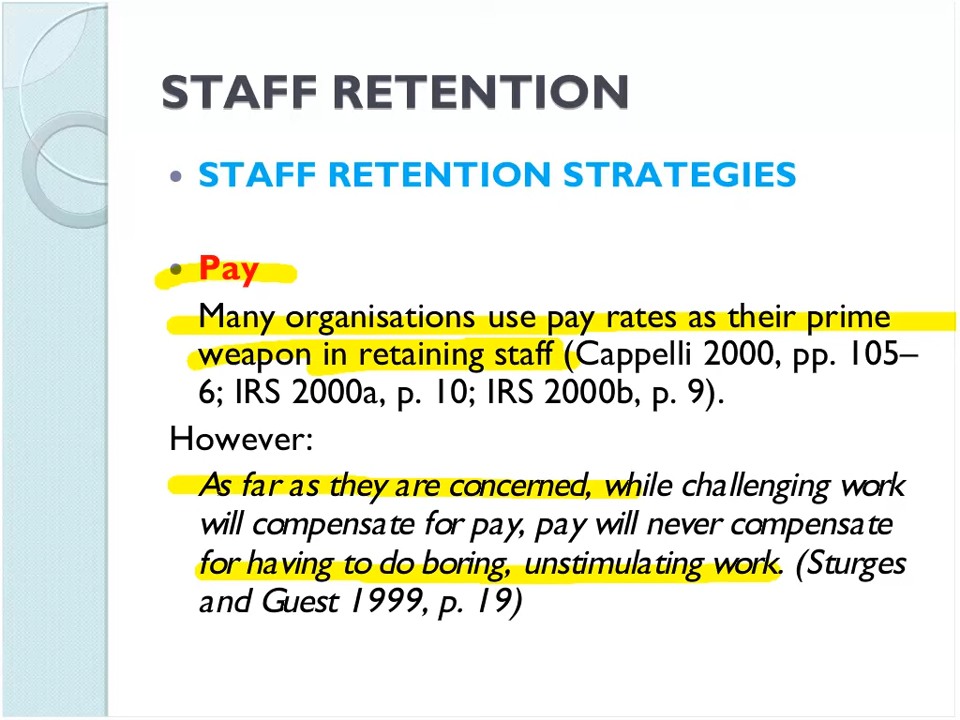 STAFF RETENTION
• STAFF RETENTION STRATEGIES
• Pay
Many organisations use pay rates as their prime
weapon in retaining staff (Cappelli 2000, pp. 105–
6; IRS 2000a, p. 10; IRS 2000b, p. 9).
However:
As far as they are concerned, while challenging work
will compensate for pay, pay will never compensate
for having to do boring, unstimulating work. (Sturges
and Guest 1999, p. 19)